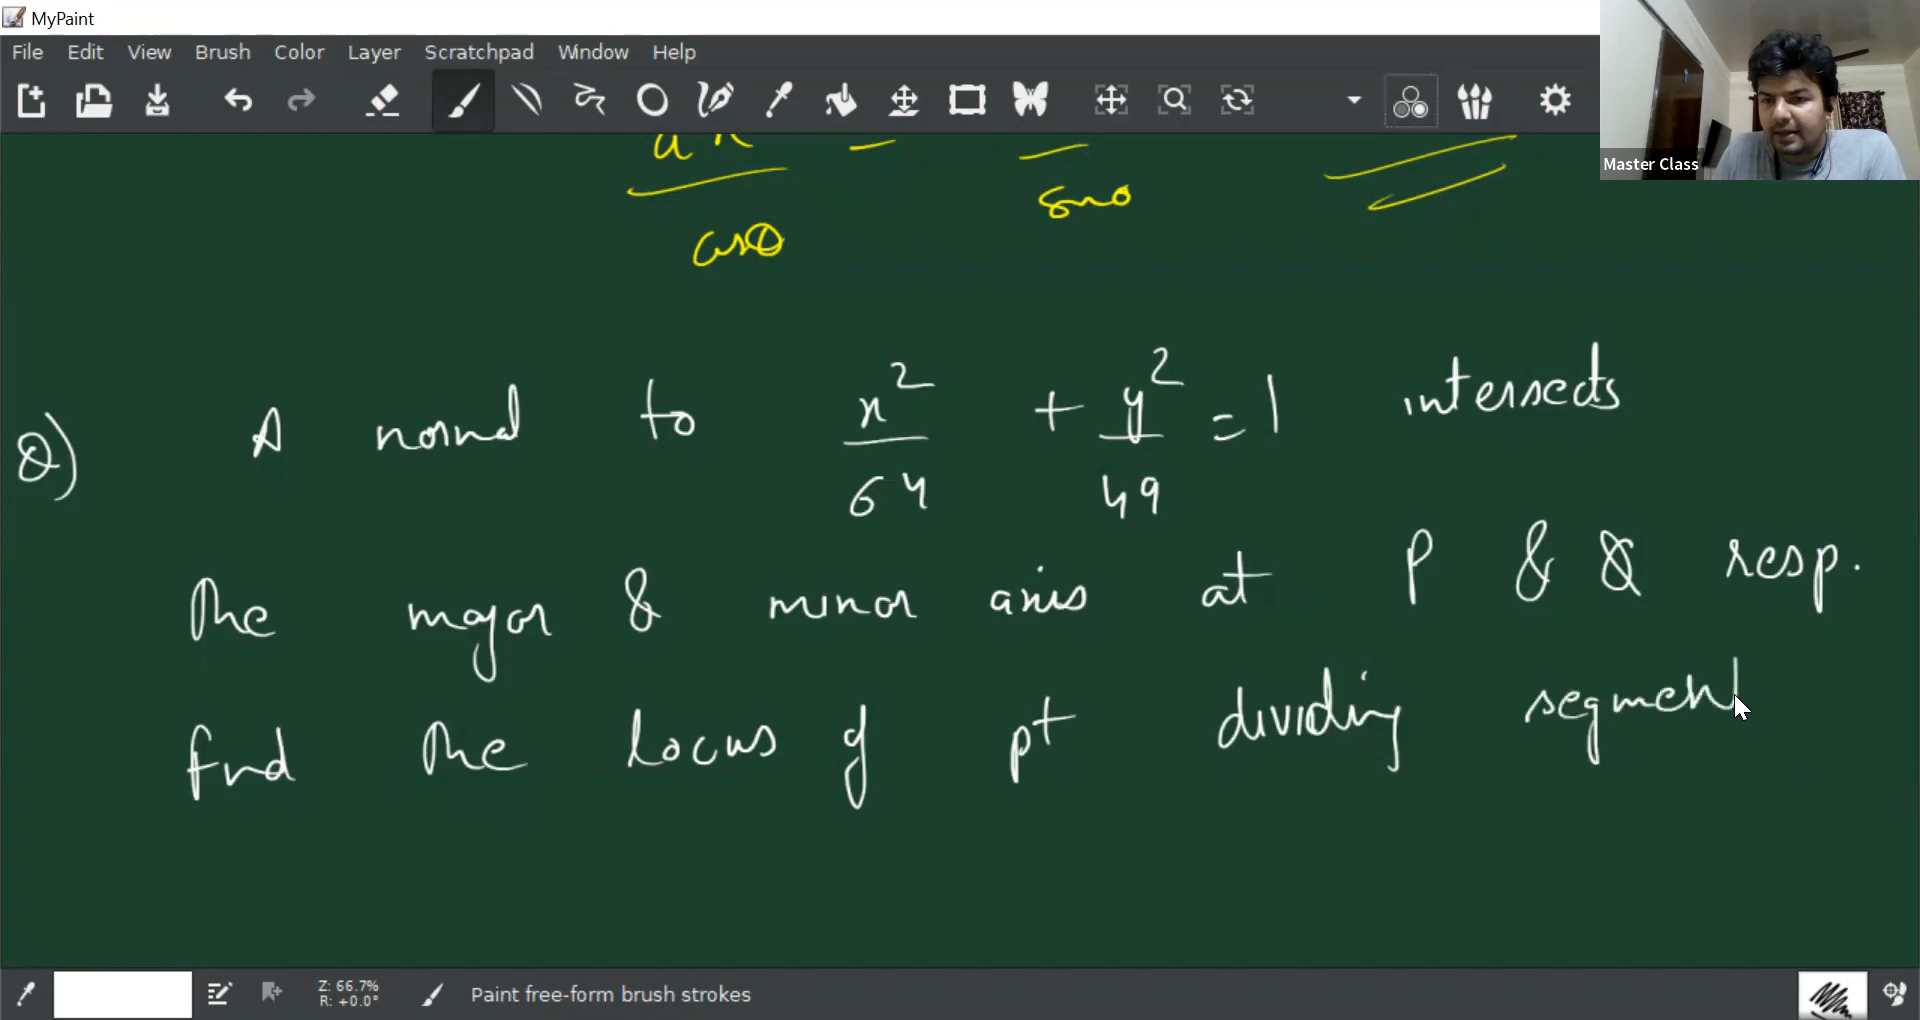 MyPaint
File Edit View Brush Color Layer Scratchpad Window Help
Master Class
sinθ
cosθ
Q) A normal to x²/64 + y²/49 = 1 intersects
the major & minor axis at P & Q resp.
find the locus of pt dividing segment
Z: 66.7%
R: +0.0°
Paint free-form brush strokes